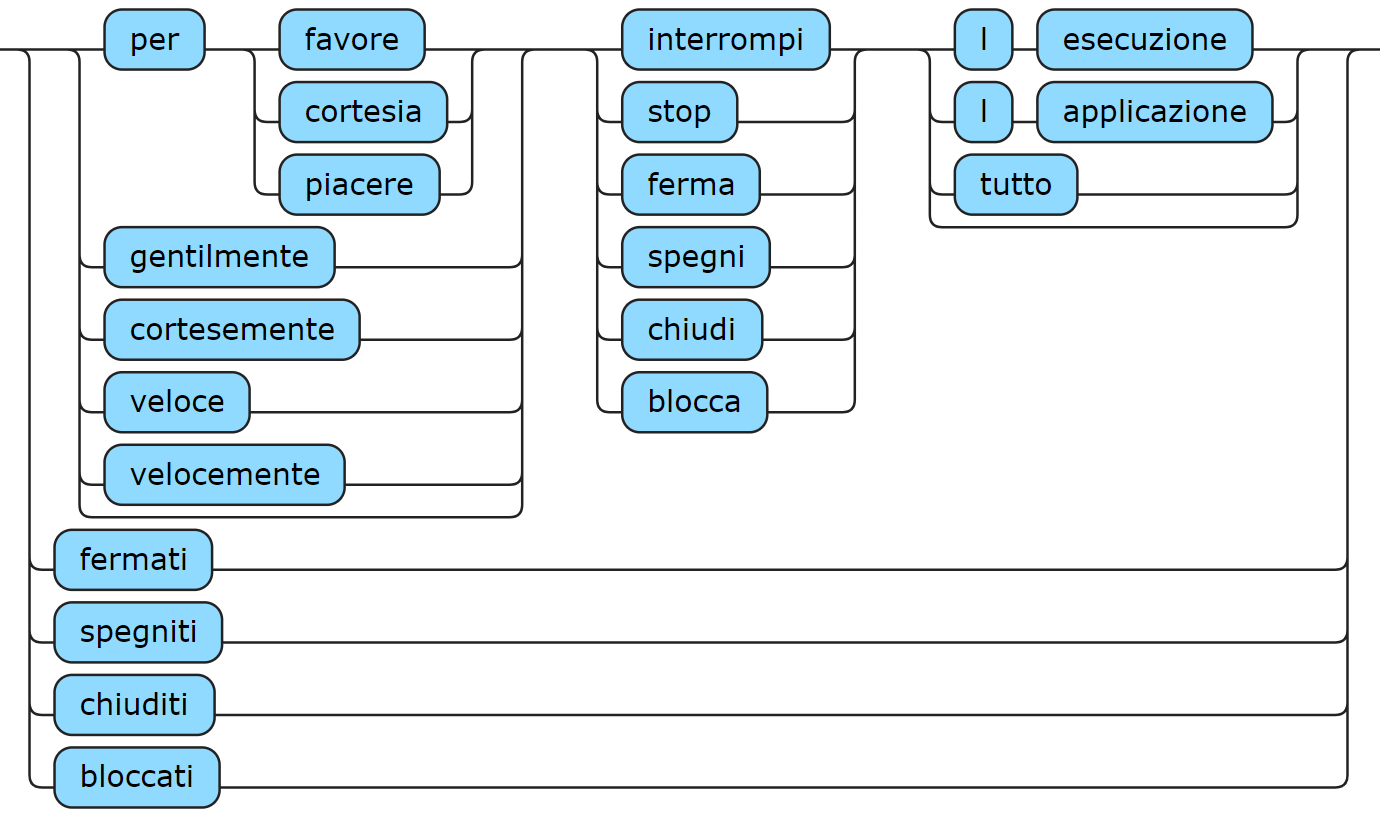 per favore interrompi l esecuzione
cortesia stop l applicazione
piacere ferma tutto
gentilmente spegni
cortesemente chiudi
veloce blocca
velocemente
fermati
spegniti
chiuditi
bloccati